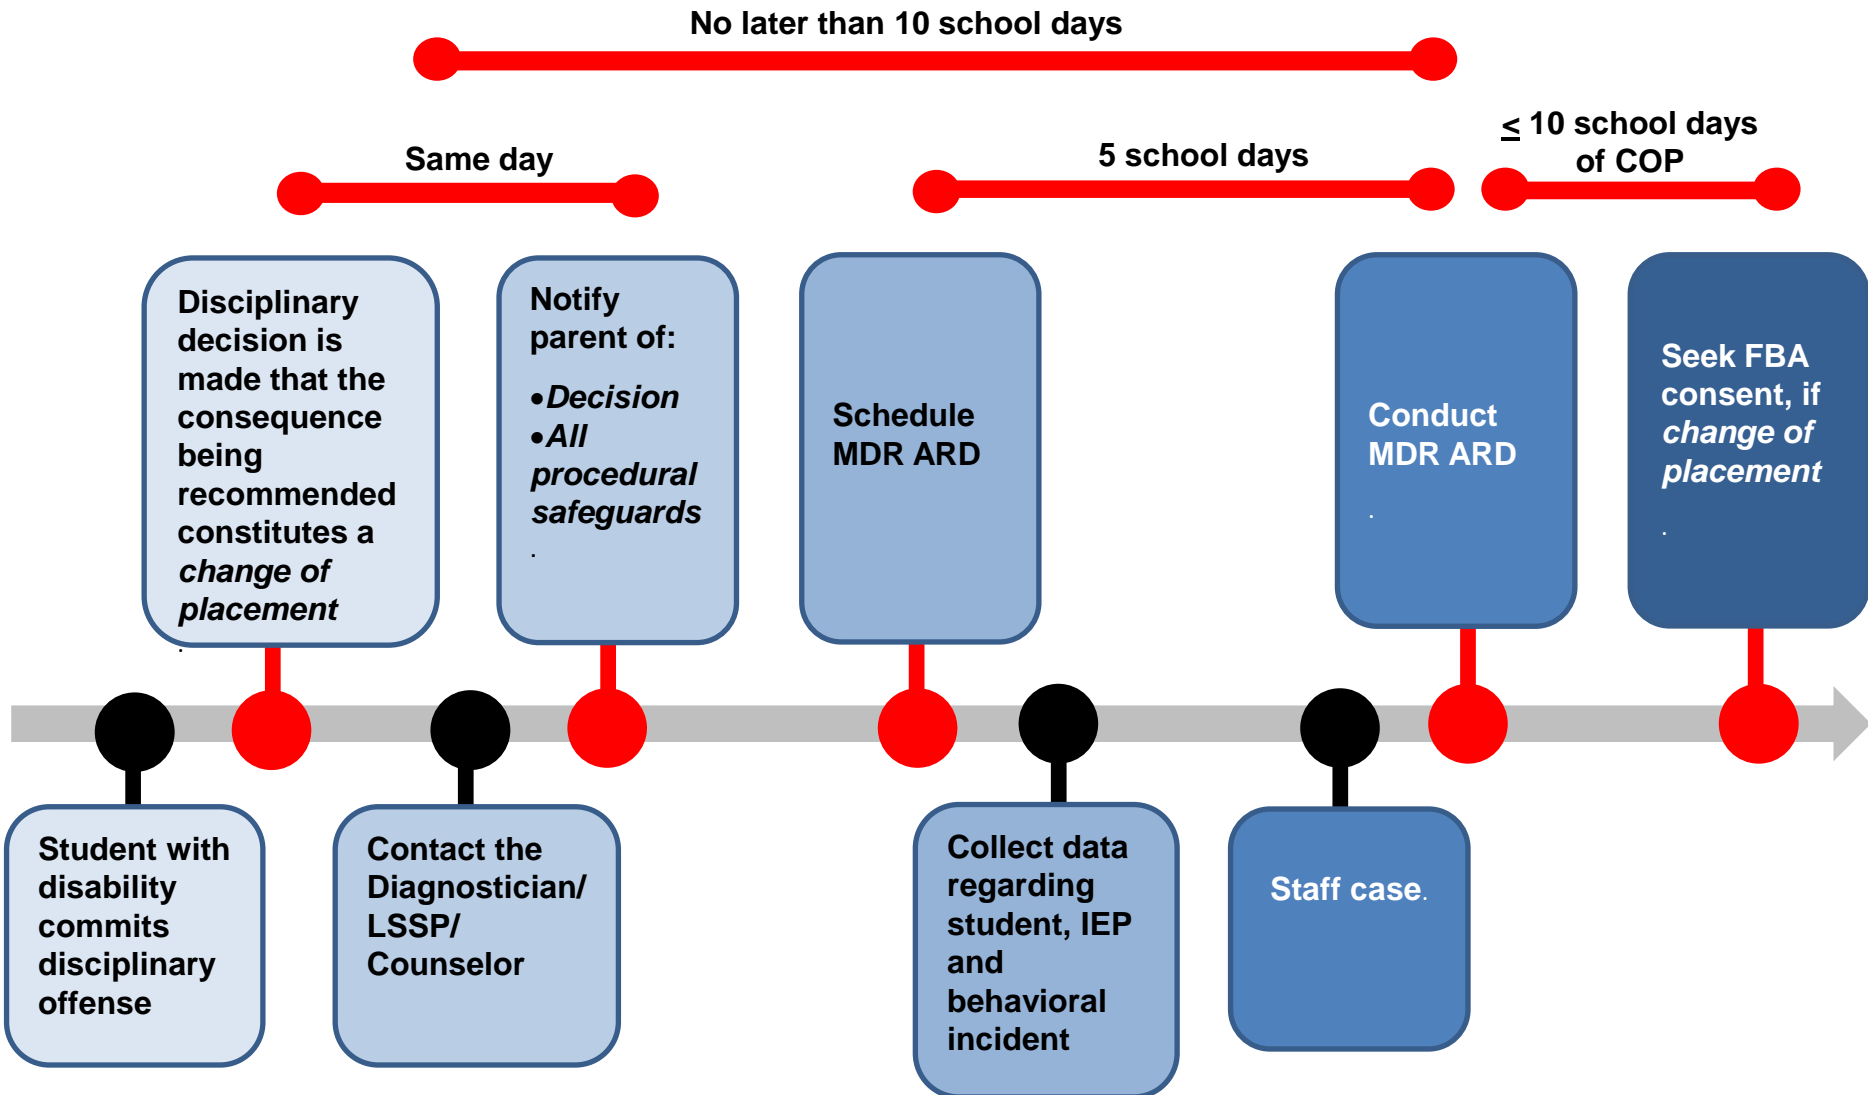 No later than 10 school days
Same day
5 school days
≤ 10 school days
of COP
Disciplinary
decision is
made that the
consequence
being
recommended
constitutes a
change of
placement
.
Notify
parent of:
•Decision
•All
procedural
safeguards
.
Schedule
MDR ARD
Conduct
MDR ARD
.
Seek FBA
consent, if
change of
placement
.
Student with
disability
commits
disciplinary
offense
Contact the
Diagnostician/
LSSP/
Counselor
Collect data
regarding
student, IEP
and
behavioral
incident
Staff case.